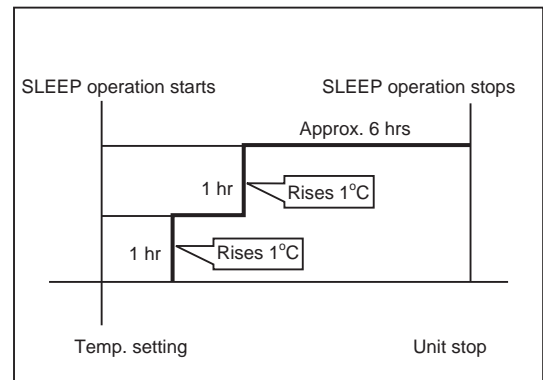 SLEEP operation starts
SLEEP operation stops
Approx. 6 hrs
1 hr
Rises 1°C
1 hr
Rises 1°C
Temp. setting
Unit stop